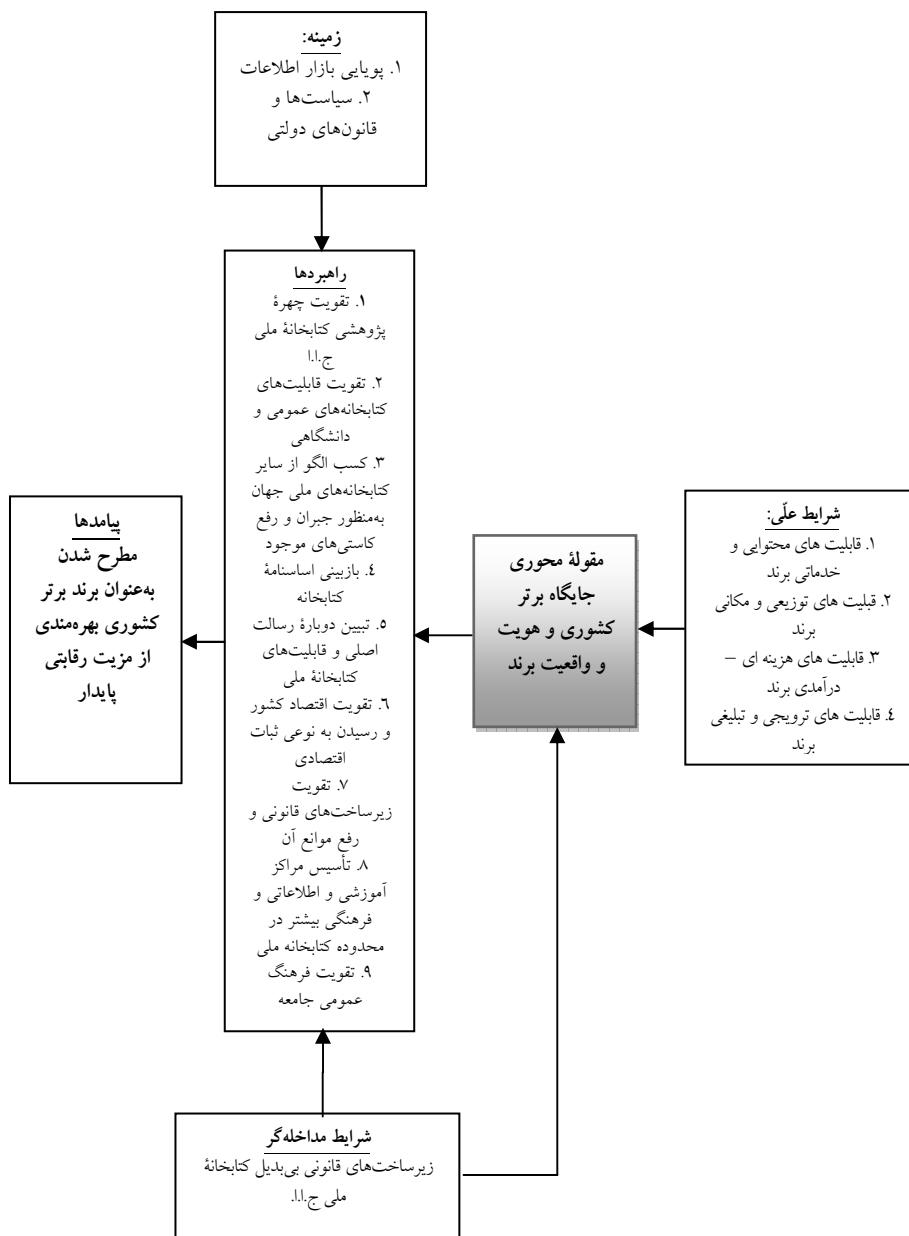 زمینه:
۱. پویایی بازار اطلاعات
۲. سیاست‌ها و
قانون‌های دولتی
راهبردها
۱. تقویت چهرۀ
پژوهشی کتابخانۀ ملی
ج.ا.ا
۲. تقویت قابلیت‌های
کتابخانه‌های عمومی و
دانشگاهی
۳. کسب الگو از سایر
کتابخانه‌های ملی جهان
به‌منظور جبران و رفع
کاستی‌های موجود
۴. بازبینی اساسنامۀ
کتابخانه
۵. تبیین دوبارۀ رسالت
اصلی و قابلیت‌های
کتابخانۀ ملی
۶. تقویت اقتصاد کشور
و رسیدن به نوعی ثبات
اقتصادی
۷. تقویت
زیرساخت‌های قانونی و
رفع موانع آن
۸. تأسیس مراکز
آموزشی و اطلاعاتی و
فرهنگی بیشتر در
محدوده کتابخانه ملی
۹. تقویت فرهنگ
عمومی جامعه
شرایط علّی:
۱. قابلیت های محتوایی و
خدماتی برند
۲. قبلیت های توزیعی و مکانی
برند
۳. قابلیت های هزینه ای –
درآمدی برند
۴. قابلیت های ترویجی و تبلیغی
برند
مقولۀ محوری
جایگاه برتر
کشوری و هویت
و واقعیت برند
پیامدها
مطرح شدن
به‌عنوان برند برتر
کشوری بهره‌مندی
از مزیت رقابتی
پایدار
شرایط مداخله‌گر
زیرساخت‌های قانونی بی‌بدیل کتابخانۀ
ملی ج.ا.ا.